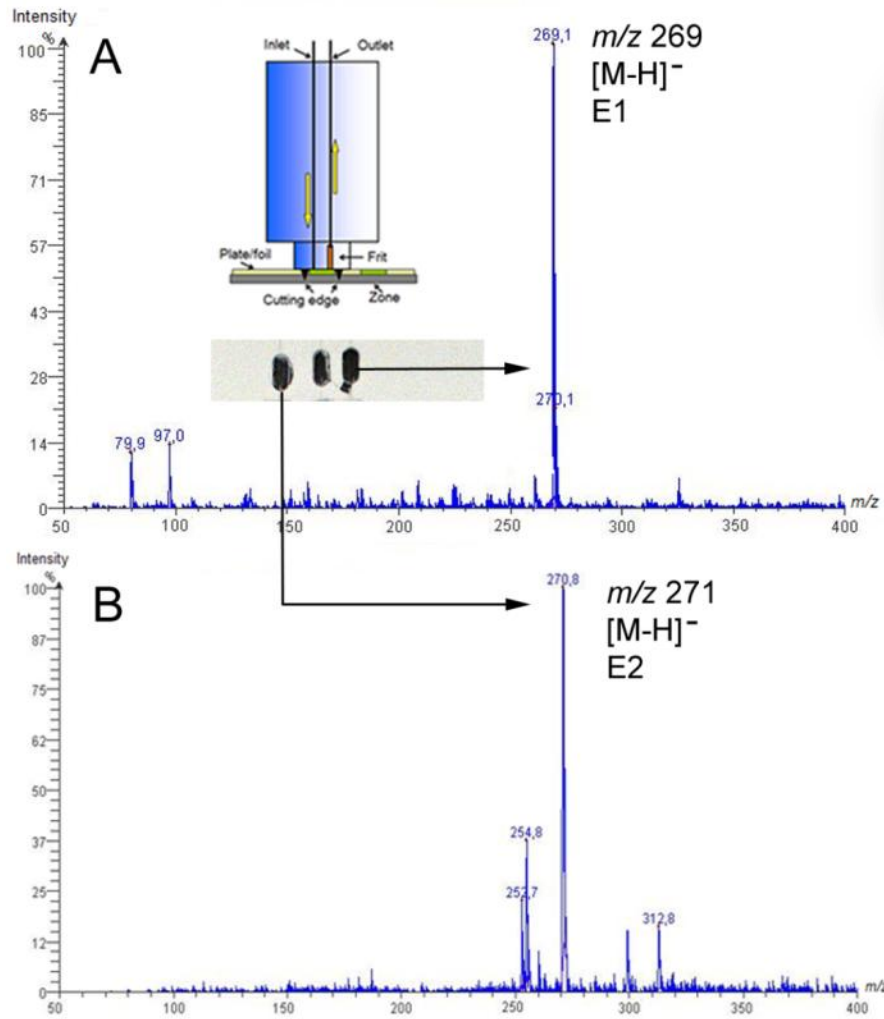 Intensity
%
A
100
85
71
57
43
28
14
0
269,1
270,1
79,9
97,0
m/z 269
[M-H]⁻
E1
Inlet
Outlet
Plate/foil
Frit
Cutting edge
Zone
50 100 150 200 250 300 350 400
m/z
Intensity
%
B
100
87
75
62
50
37
25
12
0
270,8
254,8
312,8
m/z 271
[M-H]⁻
E2
50 100 150 200 250 300 350 400
m/z